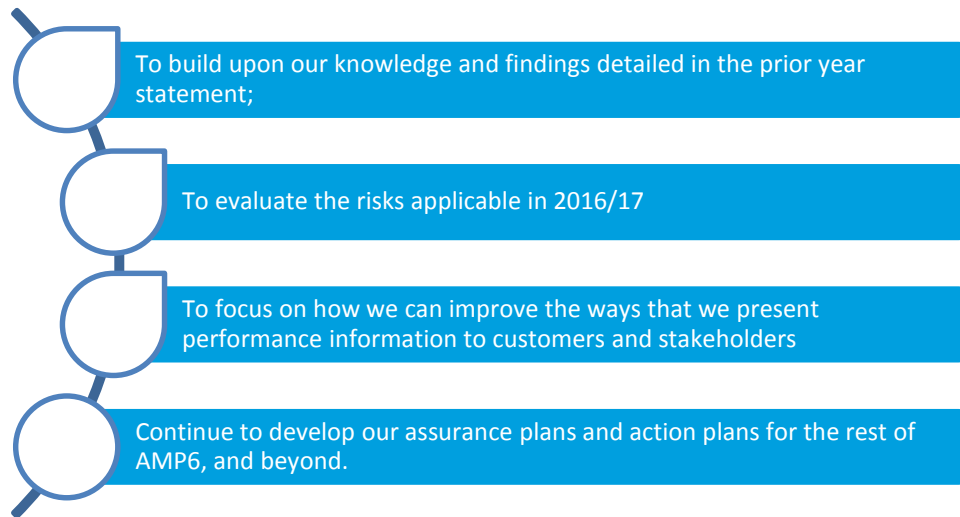 To build upon our knowledge and findings detailed in the prior year
statement;
To evaluate the risks applicable in 2016/17
To focus on how we can improve the ways that we present
performance information to customers and stakeholders
Continue to develop our assurance plans and action plans for the rest of
AMP6, and beyond.